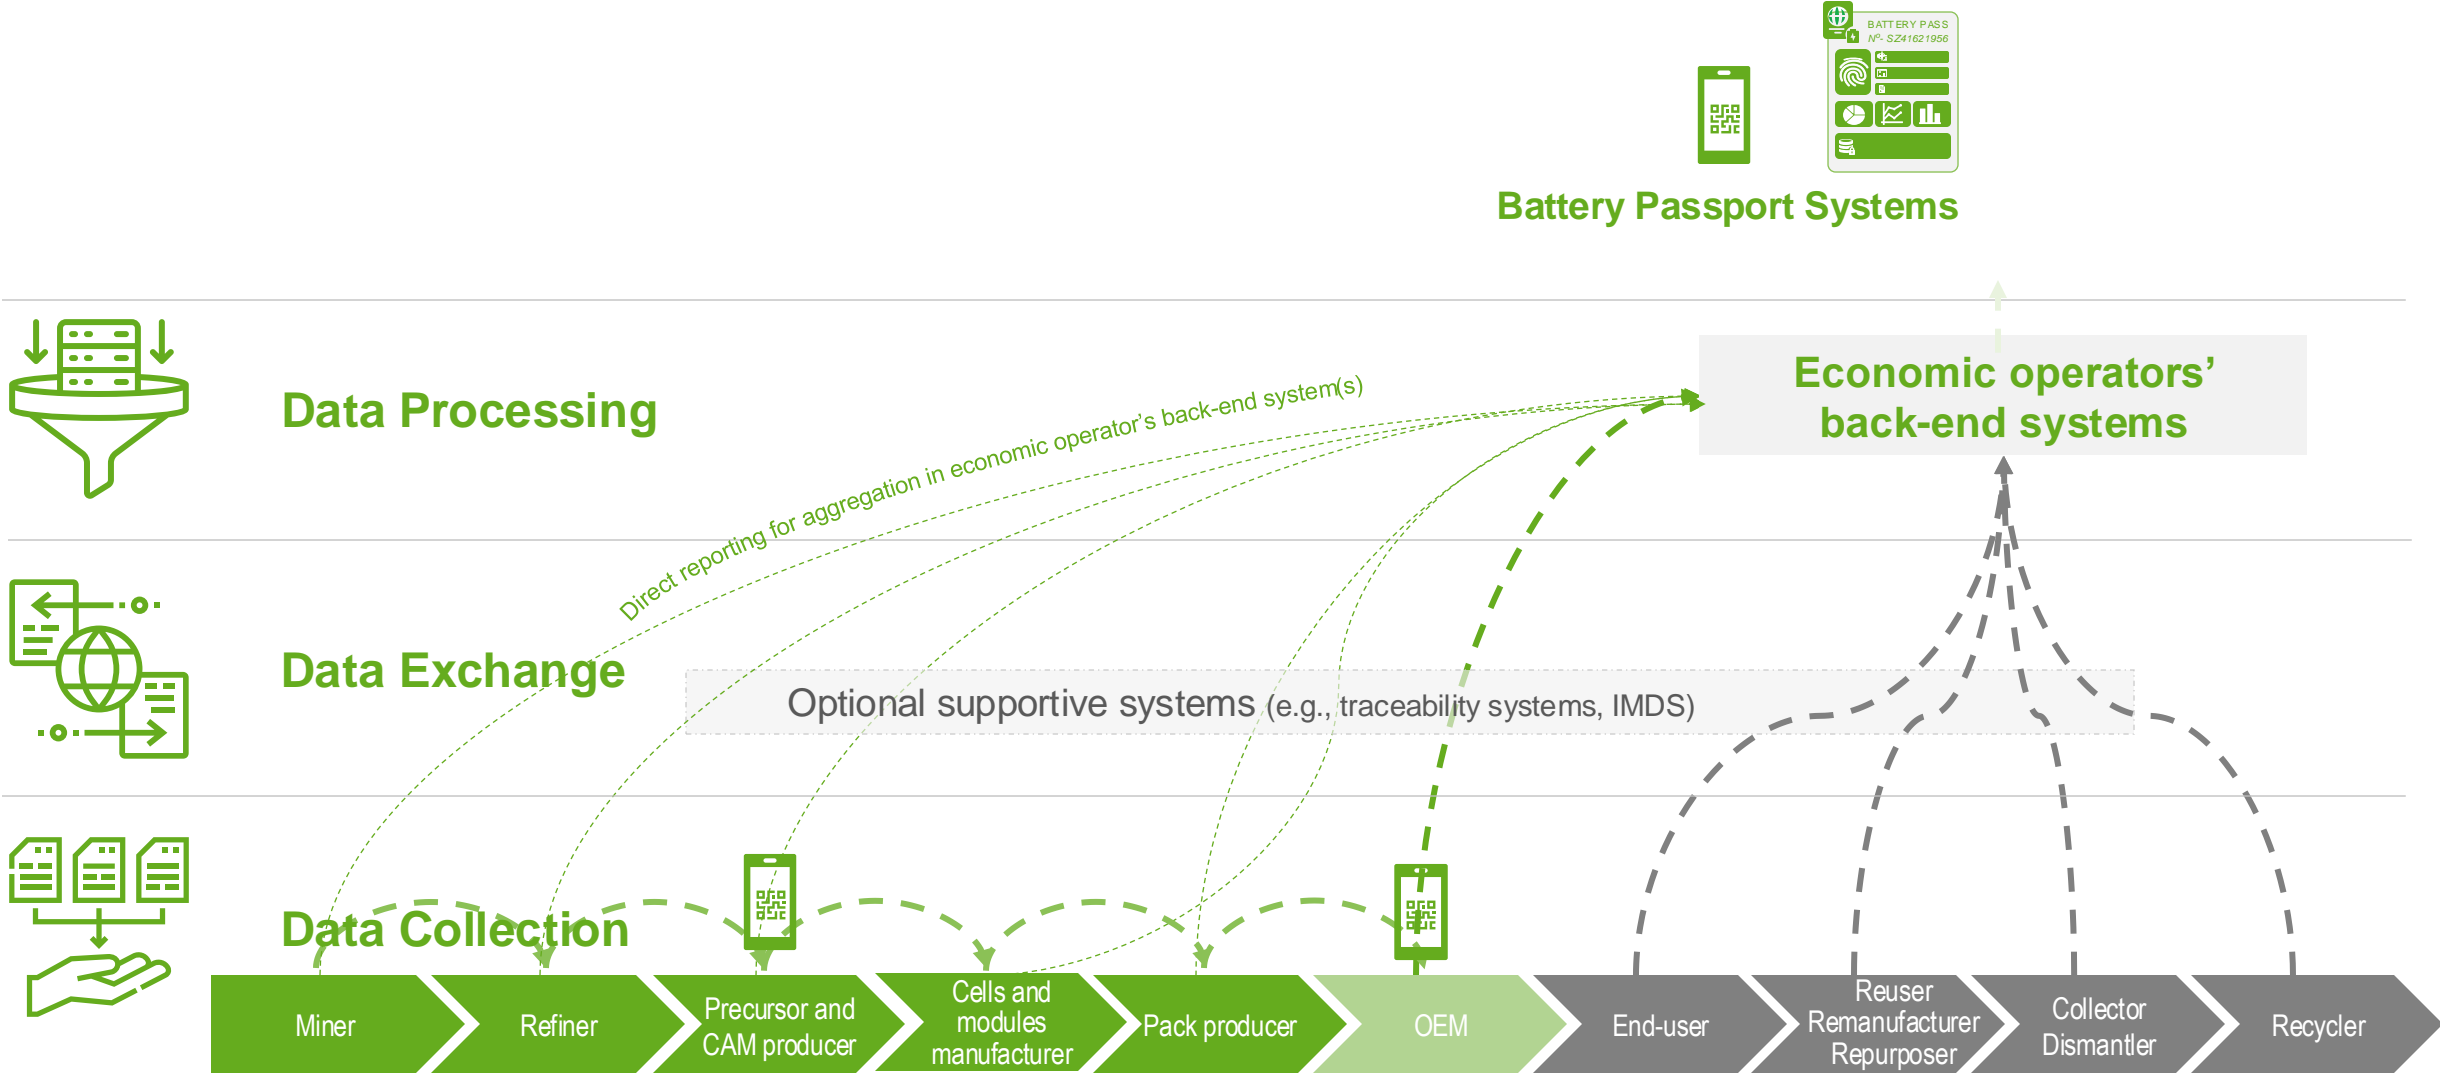 BATTERY PASS
Nº- SZ41621956
Battery Passport Systems
Economic operators’
back-end systems
Data Processing
Direct reporting for aggregation in economic operator’s back-end system(s)
Data Exchange
Optional supportive systems (e.g., traceability systems, IMDS)
Data Collection
Miner
Refiner
Precursor and
CAM producer
Cells and
modules
manufacturer
Pack producer
OEM
End-user
Reuser
Remanufacturer
Repurposer
Collector
Dismantler
Recycler